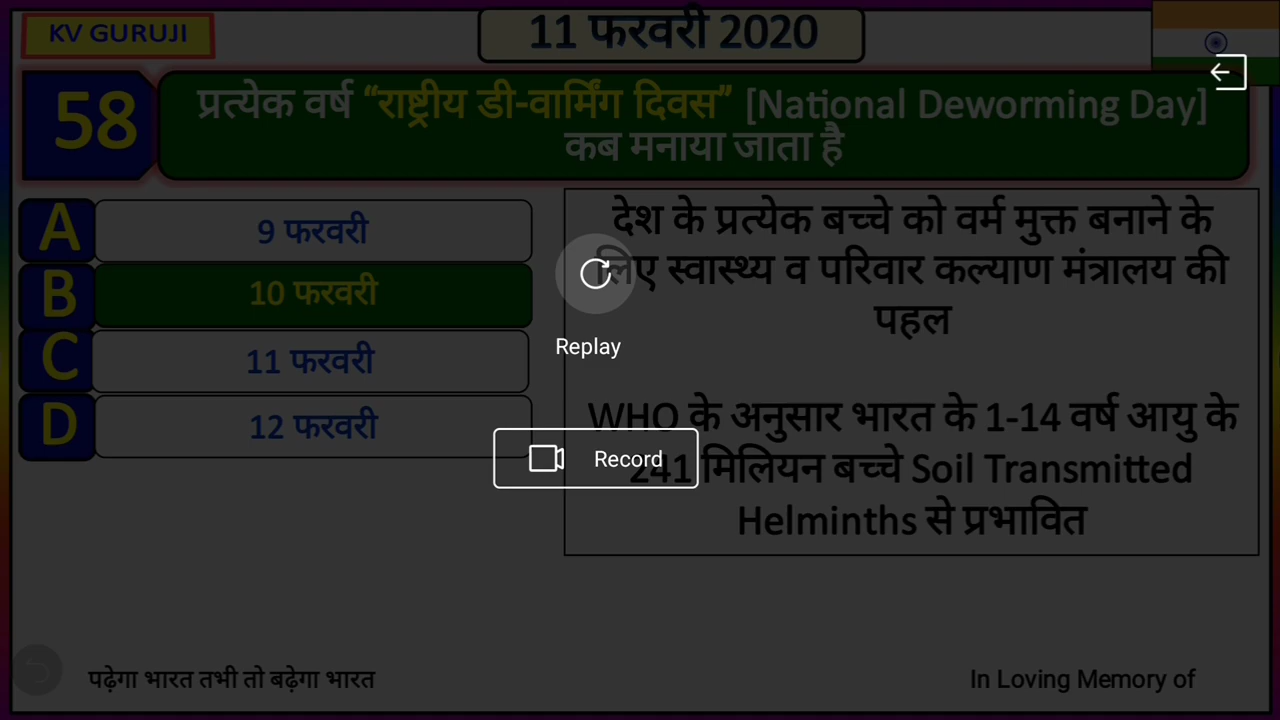 KV GURUJI
11 फरवरी 2020
58
प्रत्येक वर्ष “राष्ट्रीय डी-वार्मिंग दिवस” [National Deworming Day]
कब मनाया जाता है
A
9 फरवरी
B
10 फरवरी
C
11 फरवरी
D
12 फरवरी
देश के प्रत्येक बच्चे को वर्म मुक्त बनाने के
लिए स्वास्थ्य व परिवार कल्याण मंत्रालय की
पहल
WHO के अनुसार भारत के 1-14 वर्ष आयु के
241 मिलियन बच्चे Soil Transmitted
Helminths से प्रभावित
Replay
Record
पढ़ेगा भारत तभी तो बढ़ेगा भारत
In Loving Memory of